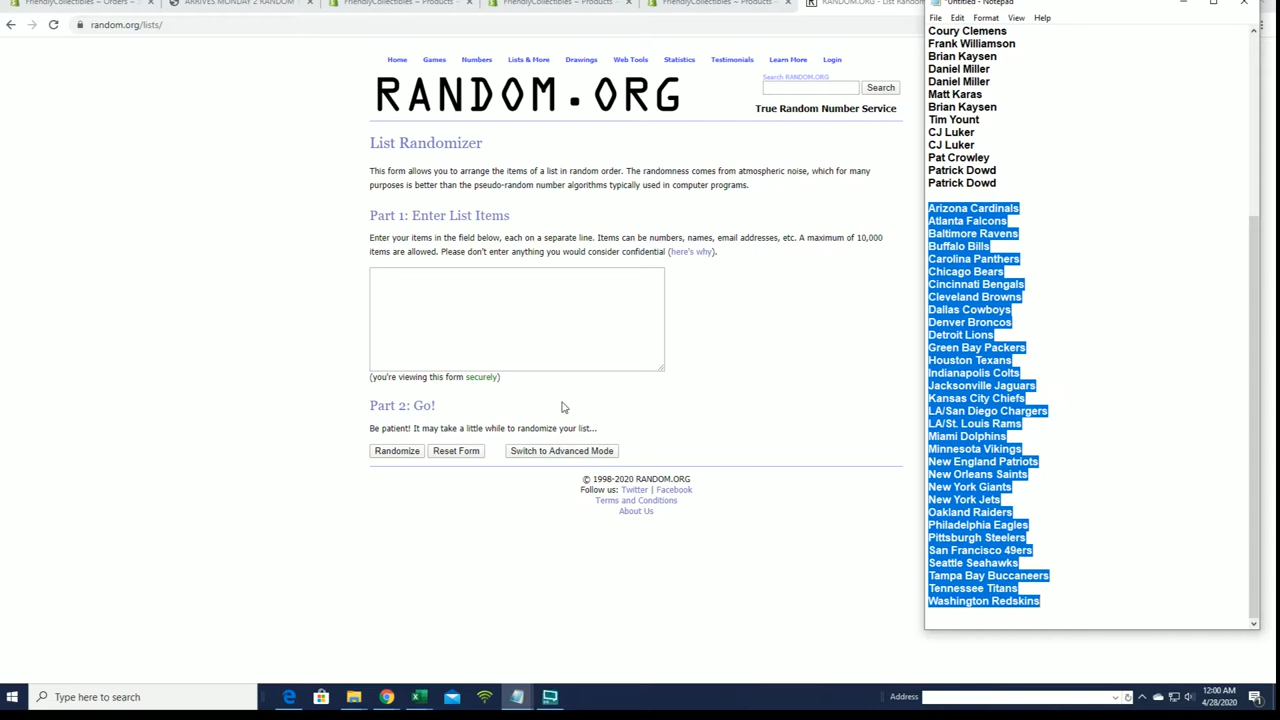 FriendlyCollectibles ~ Orders ~ S
ARRIVES MONDAY 2 RANDOM
FriendlyCollectibles ~ Products ~
FriendlyCollectibles ~ Products ~
FriendlyCollectibles ~ Products ~
RANDOM.ORG - List Random
random.org/lists/
Home Games Numbers Lists & More Drawings Web Tools Statistics Testimonials Learn More Login
RANDOM.ORG
Search RANDOM.ORG
Search
True Random Number Service
List Randomizer
This form allows you to arrange the items of a list in random order. The randomness comes from atmospheric noise, which for many
purposes is better than the pseudo-random number algorithms typically used in computer programs.
Part 1: Enter List Items
Enter your items in the field below, each on a separate line. Items can be numbers, names, email addresses, etc. A maximum of 10,000
items are allowed. Please don't enter anything you would consider confidential (here's why).
(you're viewing this form securely)
Part 2: Go!
Be patient! It may take a little while to randomize your list...
Randomize Reset Form Switch to Advanced Mode
© 1998-2020 RANDOM.ORG
Follow us: Twitter | Facebook
Terms and Conditions
About Us
*Untitled - Notepad
File Edit Format View Help
Coury Clemens
Frank Williamson
Brian Kaysen
Daniel Miller
Daniel Miller
Matt Karas
Brian Kaysen
Tim Yount
CJ Luker
CJ Luker
Pat Crowley
Patrick Dowd
Patrick Dowd
Arizona Cardinals
Atlanta Falcons
Baltimore Ravens
Buffalo Bills
Carolina Panthers
Chicago Bears
Cincinnati Bengals
Cleveland Browns
Dallas Cowboys
Denver Broncos
Detroit Lions
Green Bay Packers
Houston Texans
Indianapolis Colts
Jacksonville Jaguars
Kansas City Chiefs
LA/San Diego Chargers
LA/St. Louis Rams
Miami Dolphins
Minnesota Vikings
New England Patriots
New Orleans Saints
New York Giants
New York Jets
Oakland Raiders
Philadelphia Eagles
Pittsburgh Steelers
San Francisco 49ers
Seattle Seahawks
Tampa Bay Buccaneers
Tennessee Titans
Washington Redskins
Type here to search
Address
12:00 AM
4/28/2020